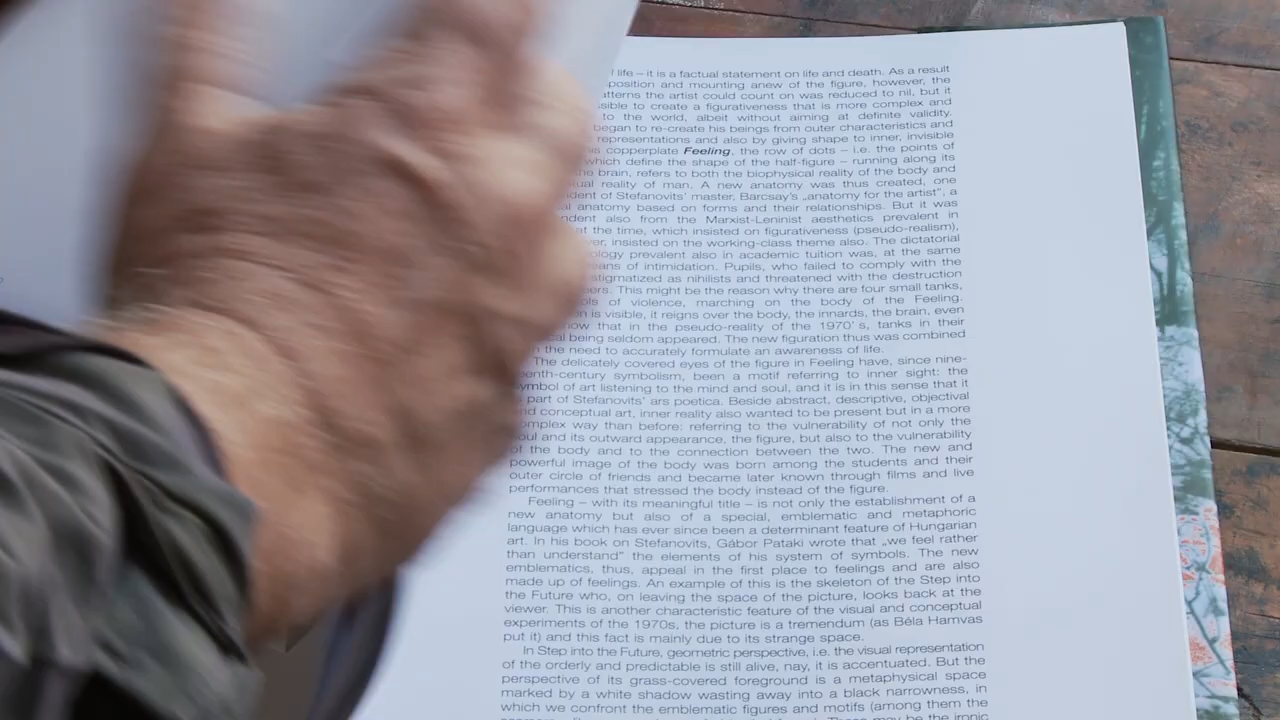 life – it is a factual statement on life and death. As a result
position and mounting anew of the figure, however, the
the artist could count on was reduced to nil, but it
to create a figurativeness that is more complex and
to the world, albeit without aiming at definite validity.
began to re-create his beings from outer characteristics and
representations and also by giving shape to inner, invisible
copperplate Feeling, the row of dots – i.e. the points of
which define the shape of the half-figure – running along its
brain, refers to both the biophysical reality of the body and
reality of man. A new anatomy was thus created, one
of Stefanovits' master, Barcsay's „anatomy for the artist", a
anatomy based on forms and their relationships. But it was
also from the Marxist-Leninist aesthetics prevalent in
at the time, which insisted on figurativeness (pseudo-realism),
insisted on the working-class theme also. The dictatorial
prevalent also in academic tuition was, at the same
of intimidation. Pupils, who failed to comply with the
stigmatized as nihilists and threatened with the destruction
This might be the reason why there are four small tanks,
of violence, marching on the body of the Feeling.
is visible, it reigns over the body, the innards, the brain, even
that in the pseudo-reality of the 1970' s, tanks in their
being seldom appeared. The new figuration thus was combined
the need to accurately formulate an awareness of life.
The delicately covered eyes of the figure in Feeling have, since nine-
teenth-century symbolism, been a motif referring to inner sight: the
symbol of art listening to the mind and soul, and it is in this sense that it
part of Stefanovits' ars poetica. Beside abstract, descriptive, objectival
and conceptual art, inner reality also wanted to be present but in a more
complex way than before: referring to the vulnerability of not only the
soul and its outward appearance, the figure, but also to the vulnerability
of the body and to the connection between the two. The new and
powerful image of the body was born among the students and their
outer circle of friends and became later known through films and live
performances that stressed the body instead of the figure.
Feeling – with its meaningful title – is not only the establishment of a
new anatomy but also of a special, emblematic and metaphoric
language which has ever since been a determinant feature of Hungarian
art. In his book on Stefanovits, Gábor Pataki wrote that „we feel rather
than understand" the elements of his system of symbols. The new
emblematics, thus, appeal in the first place to feelings and are also
made up of feelings. An example of this is the skeleton of the Step into
the Future who, on leaving the space of the picture, looks back at the
viewer. This is another characteristic feature of the visual and conceptual
experiments of the 1970s, the picture is a tremendum (as Béla Hamvas
put it) and this fact is mainly due to its strange space.
In Step into the Future, geometric perspective, i.e. the visual representation
of the orderly and predictable is still alive, nay, it is accentuated. But the
perspective of its grass-covered foreground is a metaphysical space
marked by a white shadow wasting away into a black narrowness, in
which we confront the emblematic figures and motifs (among them the
may be the ironic